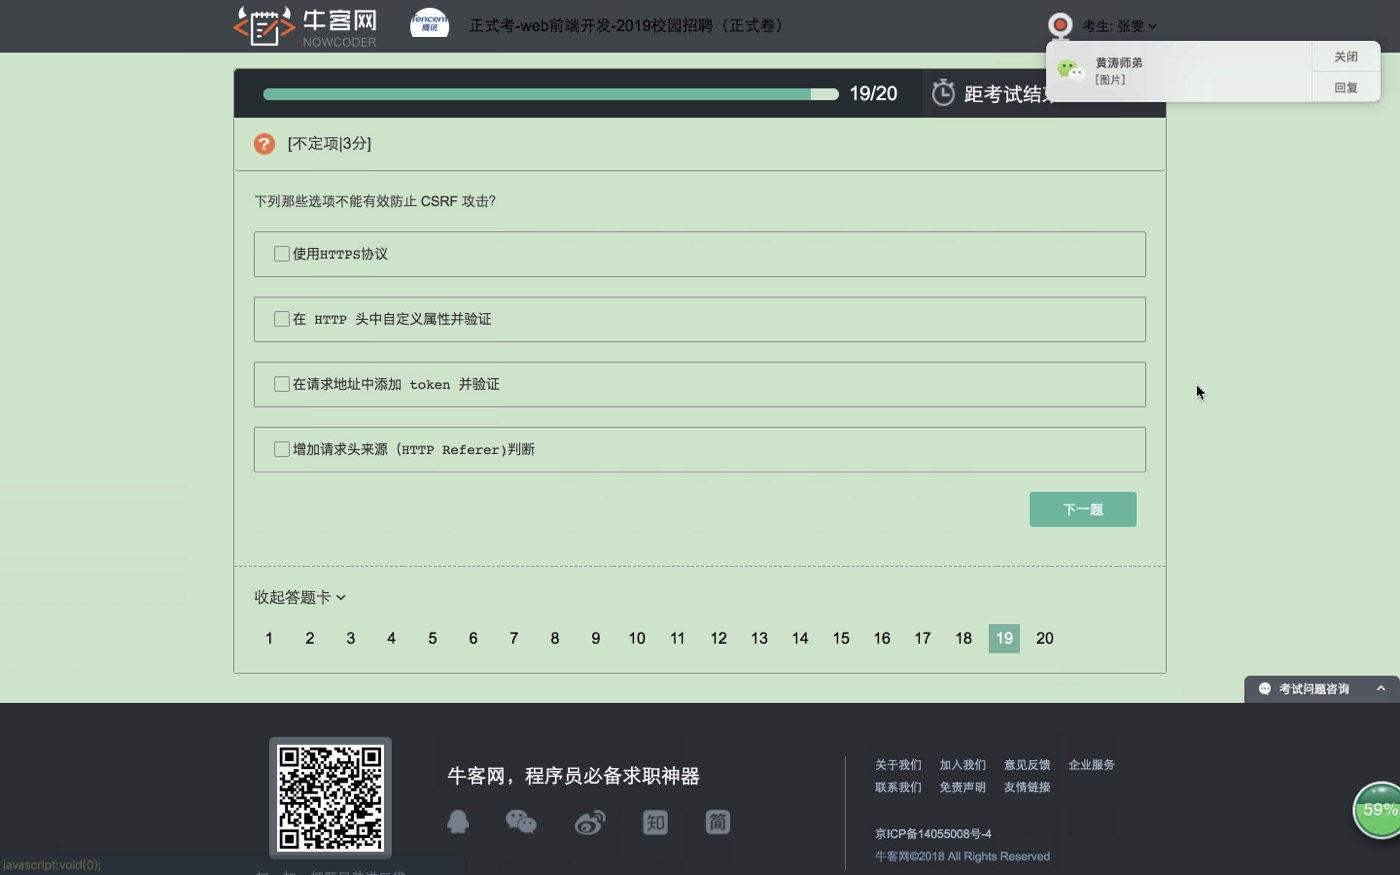 牛客网
NOWCODER
Tencent
腾讯
正式考-web前端开发-2019校园招聘（正式卷）
考生: 张雯
黄涛师弟
[图片]
关闭
回复
19/20
距考试结
[不定项|3分]
下列那些选项不能有效防止 CSRF 攻击?
使用HTTPS协议
在 HTTP 头中自定义属性并验证
在请求地址中添加 token 并验证
增加请求头来源（HTTP Referer)判断
下一题
收起答题卡
1 2 3 4 5 6 7 8 9 10 11 12 13 14 15 16 17 18 19 20
考试问题咨询
牛客网，程序员必备求职神器
知 简
关于我们 加入我们 意见反馈 企业服务
联系我们 免责声明 友情链接
京ICP备14055008号-4
牛客网©2018 All Rights Reserved
59%
javascript:void(0);